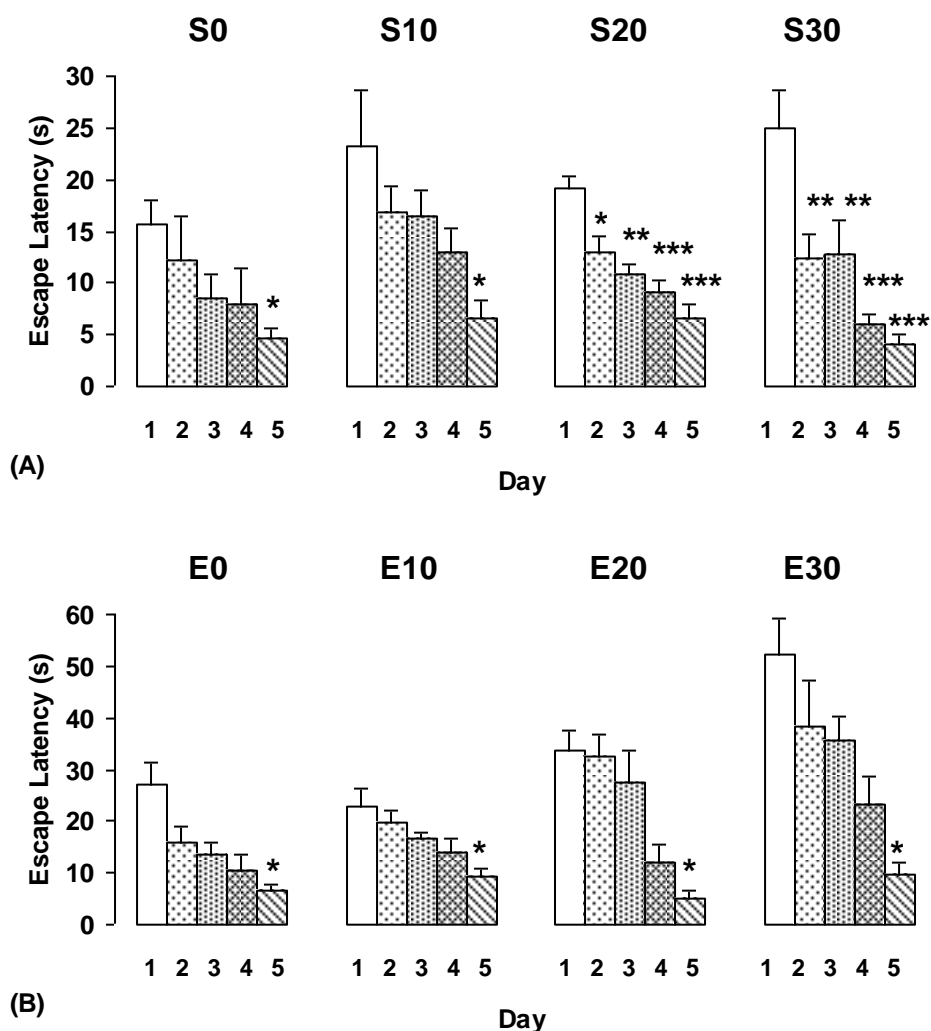 S0 S10 S20 S30
30
25
20
15
10
5
0
Escape Latency (s)
* * * ** *** *** ** ** *** ***
1 2 3 4 5 1 2 3 4 5 1 2 3 4 5 1 2 3 4 5
(A)
Day
E0 E10 E20 E30
60
50
40
30
20
10
0
Escape Latency (s)
* * * *
1 2 3 4 5 1 2 3 4 5 1 2 3 4 5 1 2 3 4 5
(B)
Day